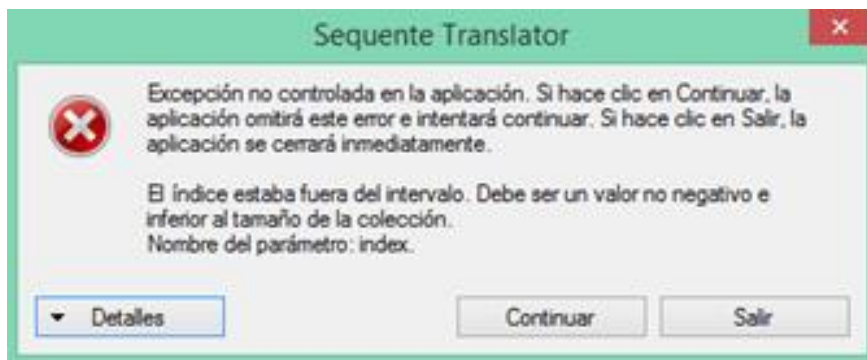 Sequente Translator
Excepción no controlada en la aplicación. Si hace clic en Continuar, la
aplicación omitirá este error e intentará continuar. Si hace clic en Salir, la
aplicación se cerrará inmediatamente.
El índice estaba fuera del intervalo. Debe ser un valor no negativo e
inferior al tamaño de la colección.
Nombre del parámetro: index.
Detalles
Continuar
Salir